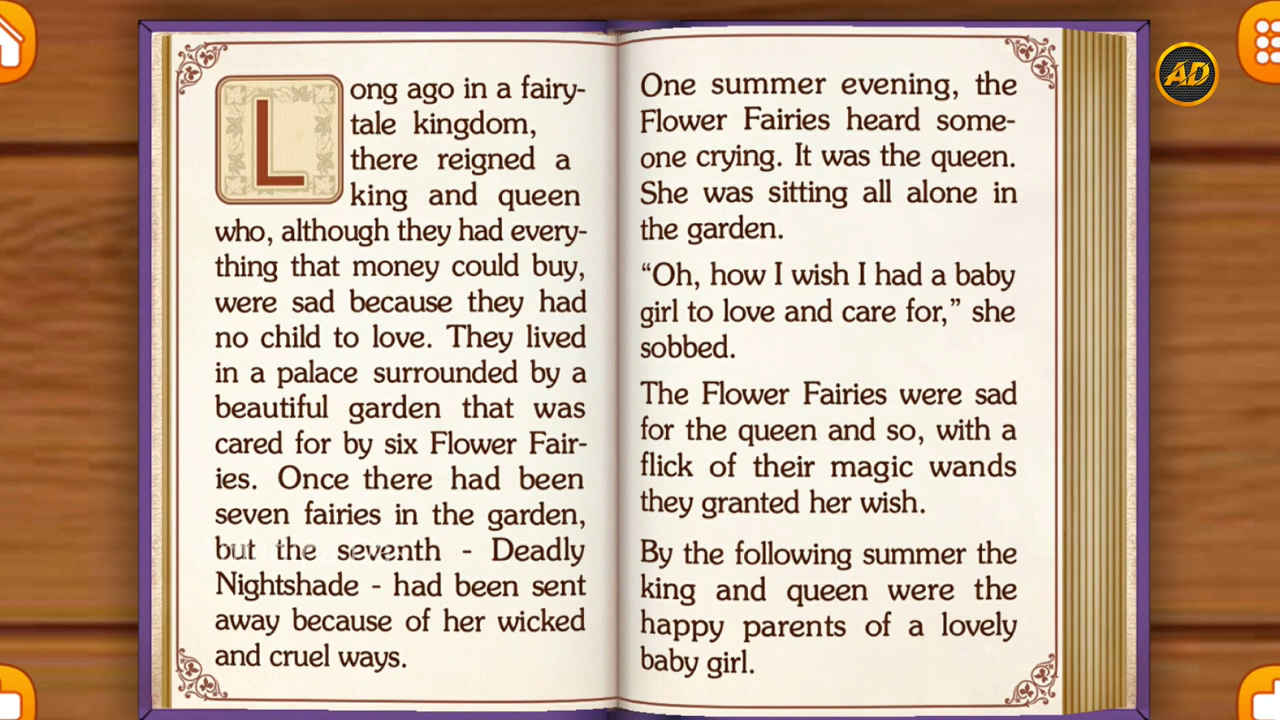 Long ago in a fairy-
tale kingdom,
there reigned a
king and queen
who, although they had every-
thing that money could buy,
were sad because they had
no child to love. They lived
in a palace surrounded by a
beautiful garden that was
cared for by six Flower Fair-
ies. Once there had been
seven fairies in the garden,
but the seventh - Deadly
Nightshade - had been sent
away because of her wicked
and cruel ways.
One summer evening, the
Flower Fairies heard some-
one crying. It was the queen.
She was sitting all alone in
the garden.
“Oh, how I wish I had a baby
girl to love and care for,” she
sobbed.
The Flower Fairies were sad
for the queen and so, with a
flick of their magic wands
they granted her wish.
By the following summer the
king and queen were the
happy parents of a lovely
baby girl.
AD